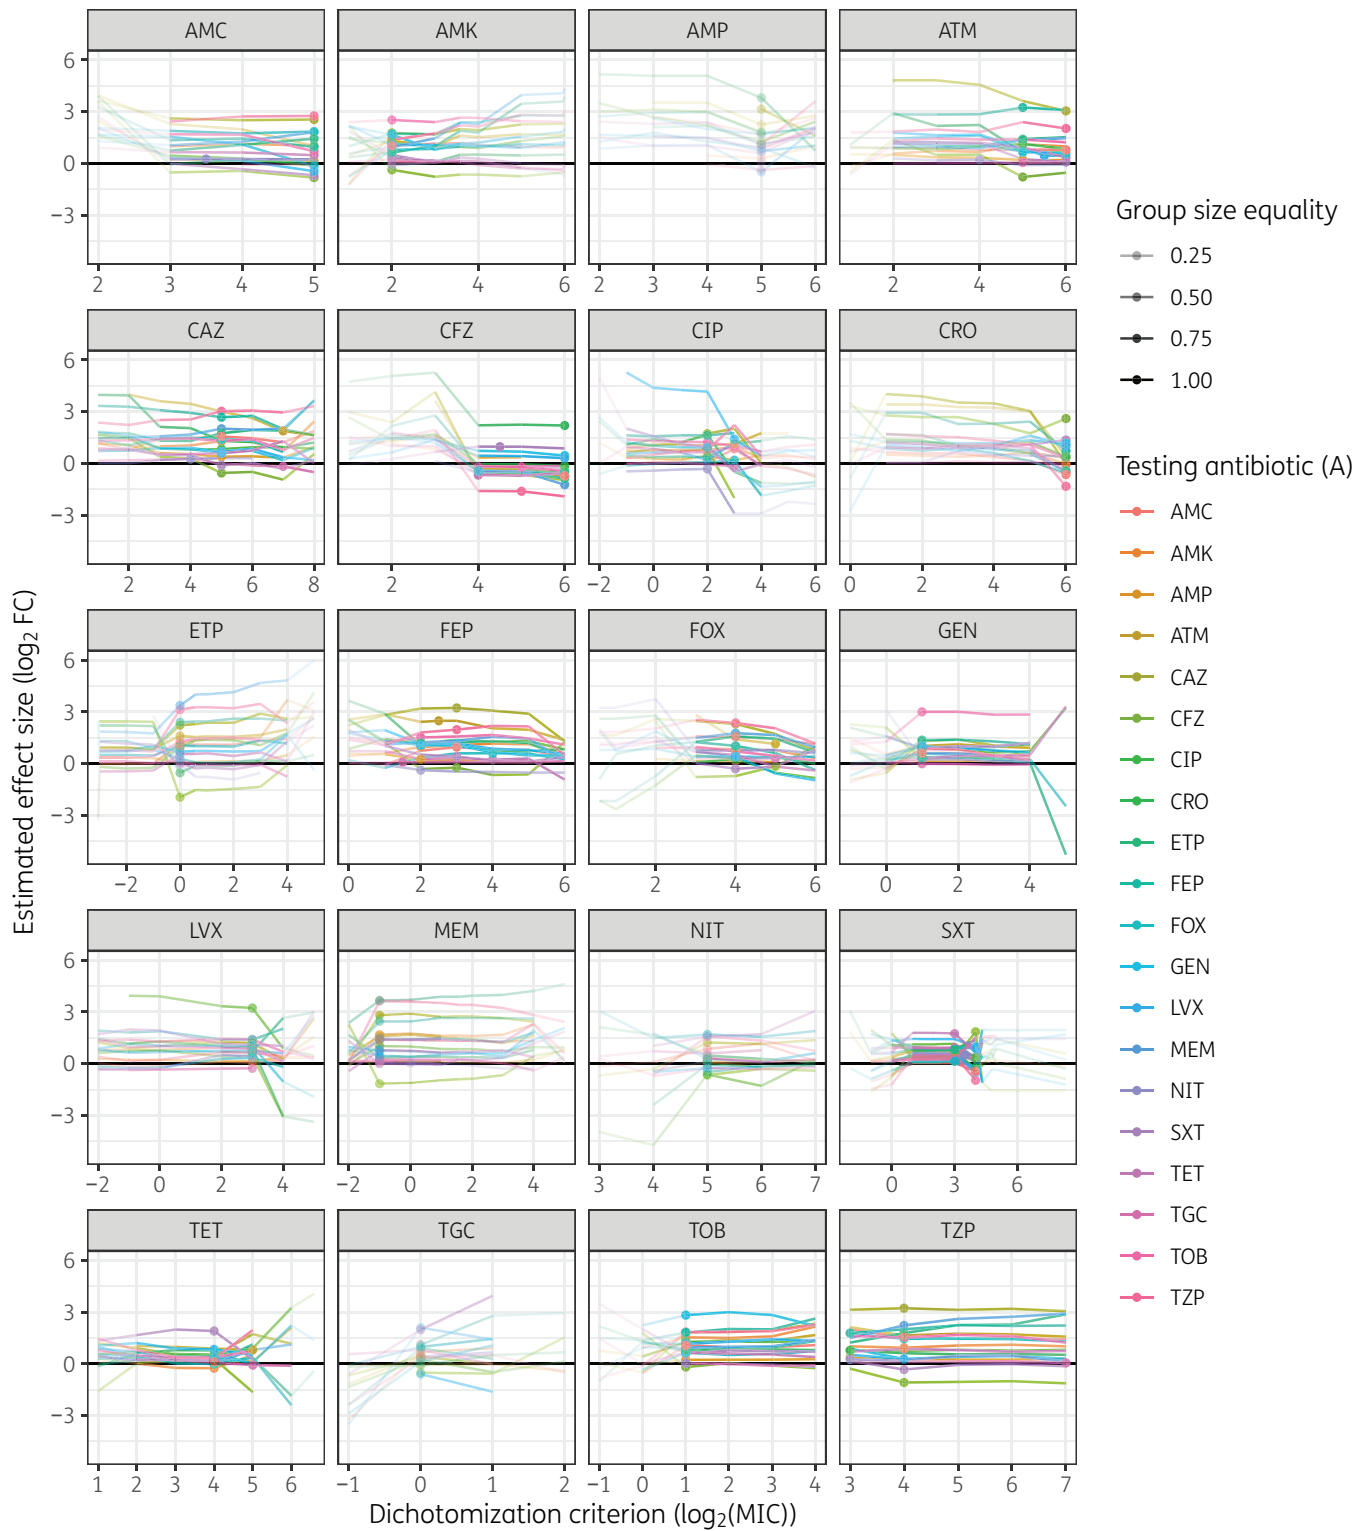 AMC AMK AMP ATM
6
3
0
−3
2 3 4 5 2 4 6 2 3 4 5 6 2 4 6
CAZ CFZ CIP CRO
6
3
0
−3
2 4 6 8 2 4 6 −2 0 2 4 6 0 2 4 6
ETP FEP FOX GEN
6
3
0
−3
−2 0 2 4 0 2 4 6 2 4 6 0 2 4
LVX MEM NIT SXT
6
3
0
−3
−2 0 2 4 −2 0 2 4 3 4 5 6 7 0 3 6
TET TGC TOB TZP
6
3
0
−3
1 2 3 4 5 6 −1 0 1 2 −1 0 1 2 3 4 3 4 5 6 7
Estimated effect size (log₂ FC)
Dichotomization criterion (log₂(MIC))
Group size equality
0.25
0.50
0.75
1.00
Testing antibiotic (A)
AMC
AMK
AMP
ATM
CAZ
CFZ
CIP
CRO
ETP
FEP
FOX
GEN
LVX
MEM
NIT
SXT
TET
TGC
TOB
TZP